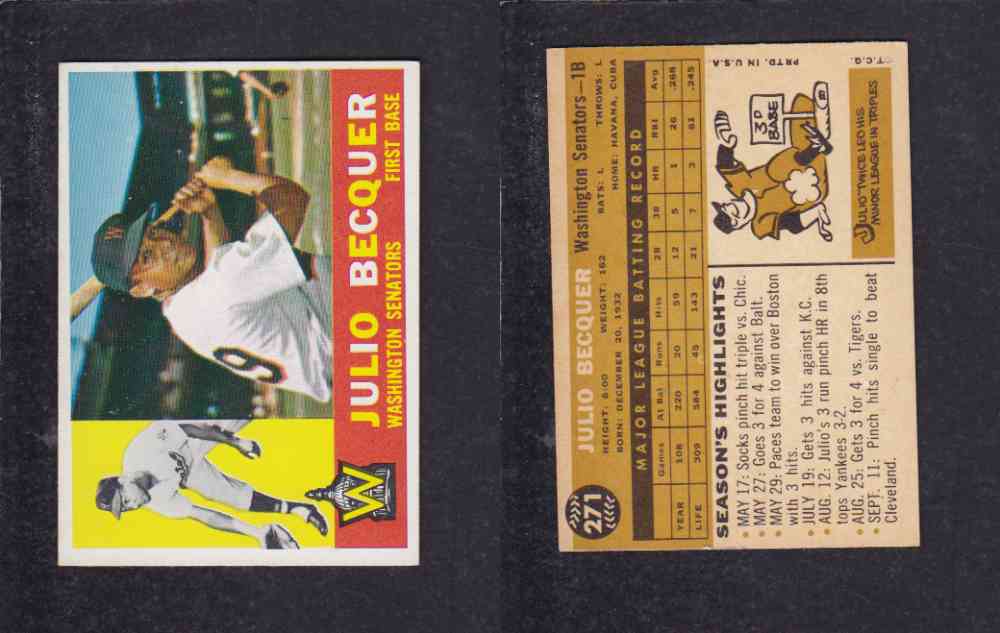 JULIO BECQUER
WASHINGTON SENATORS FIRST BASE
W
W
9
271
JULIO BECQUER Washington Senators—1B
HEIGHT: 6:00 WEIGHT: 162 BATS: L THROWS: L
BORN: DECEMBER 20, 1932 HOME: HAVANA, CUBA
MAJOR LEAGUE BATTING RECORD
Games At Bat Runs Hits 2B 3B HR RBI Avg
YEAR 108 220 20 59 12 5 1 26 .268
LIFE 309 584 45 143 21 7 3 61 .245
SEASON'S HIGHLIGHTS
• MAY 17: Socks pinch hit triple vs. Chic.
• MAY 27: Goes 3 for 4 against Balt.
• MAY 29: Paces team to win over Boston
with 3 hits.
JULY 19: Gets 3 hits against K.C.
• AUG. 12: Julio's 3 run pinch HR in 8th
tops Yankees 3-2.
• AUG. 25: Gets 3 for 4 vs. Tigers.
• SEPT. 11: Pinch hits single to beat
Cleveland.
3D
BASE
JULIO TWICE LED HIS
MINOR LEAGUE IN TRIPLES
©T.C.G. PRTD. IN U.S.A